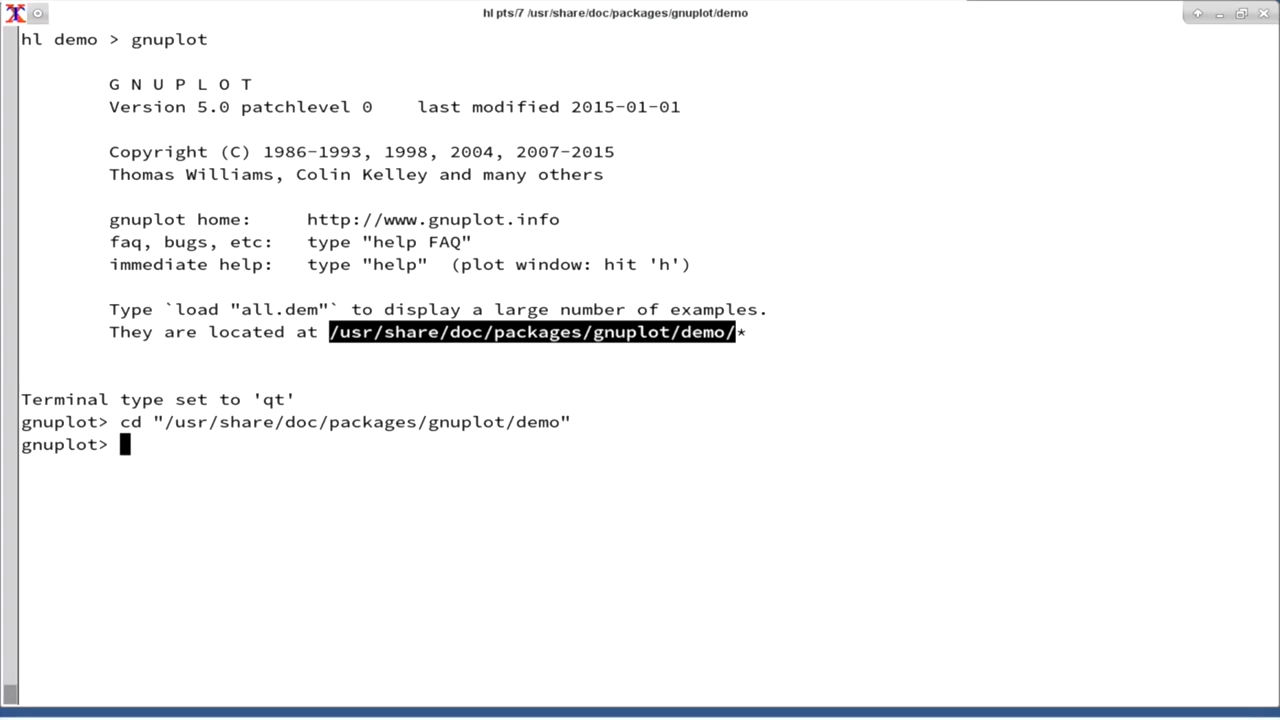 hl pts/7 /usr/share/doc/packages/gnuplot/demo
hl demo > gnuplot
G N U P L O T
Version 5.0 patchlevel 0    last modified 2015-01-01
Copyright (C) 1986-1993, 1998, 2004, 2007-2015
Thomas Williams, Colin Kelley and many others
gnuplot home:     http://www.gnuplot.info
faq, bugs, etc:   type "help FAQ"
immediate help:   type "help"  (plot window: hit 'h')
Type `load "all.dem"` to display a large number of examples.
They are located at /usr/share/doc/packages/gnuplot/demo/*
Terminal type set to 'qt'
gnuplot> cd "/usr/share/doc/packages/gnuplot/demo"
gnuplot>